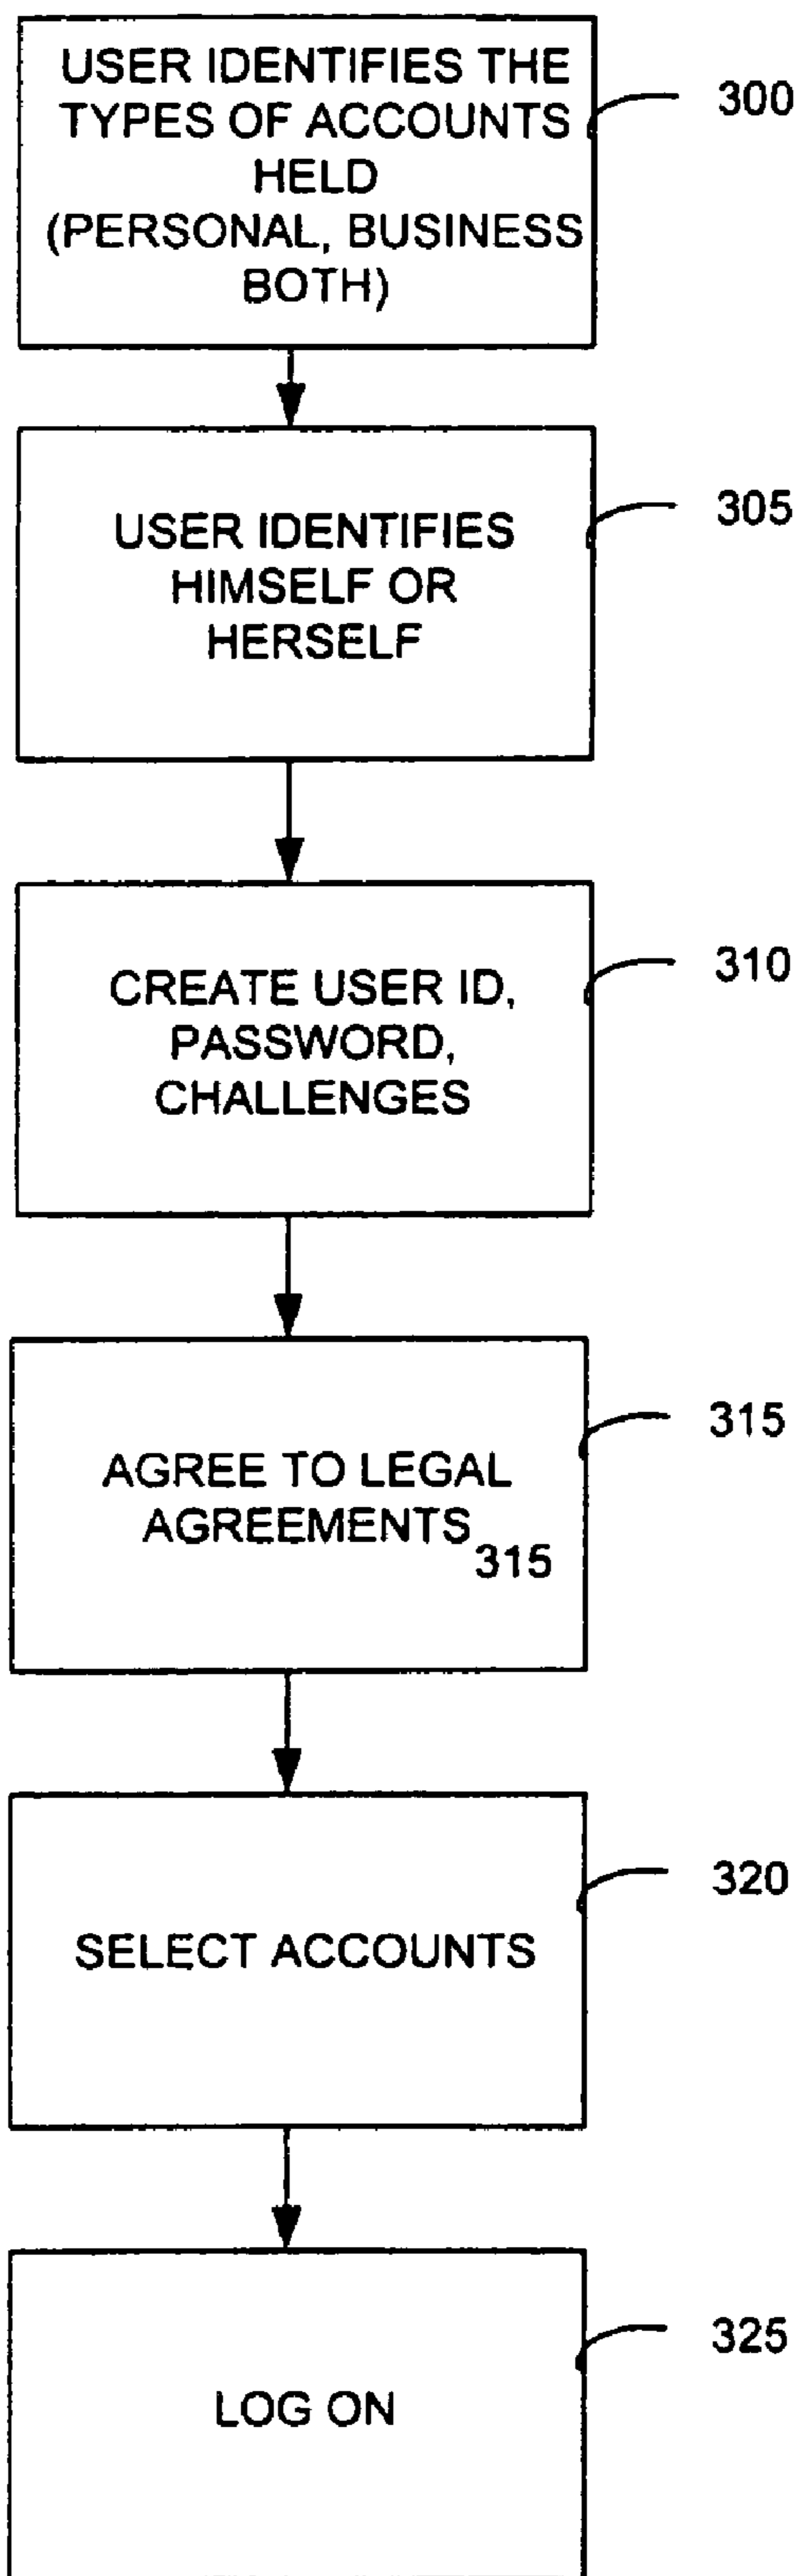 USER IDENTIFIES THE
TYPES OF ACCOUNTS
HELD
(PERSONAL, BUSINESS
BOTH)
300
USER IDENTIFIES
HIMSELF OR
HERSELF
305
CREATE USER ID,
PASSWORD,
CHALLENGES
310
AGREE TO LEGAL
AGREEMENTS
315
315
SELECT ACCOUNTS
320
LOG ON
325